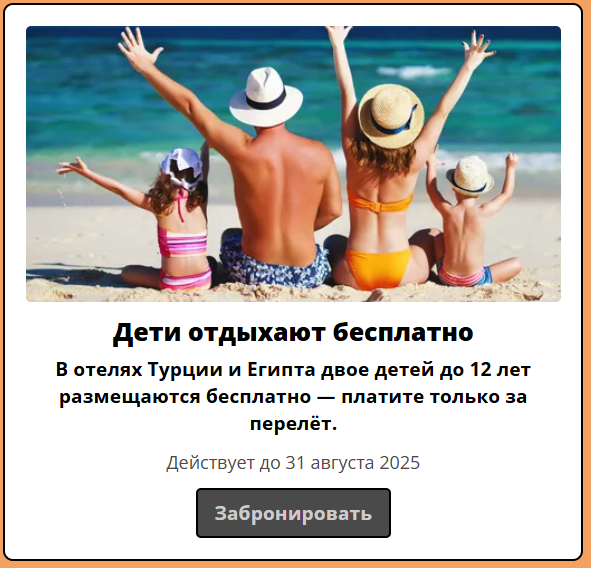 Дети отдыхают бесплатно
В отелях Турции и Египта двое детей до 12 лет
размещаются бесплатно — платите только за
перелёт.
Действует до 31 августа 2025
Забронировать